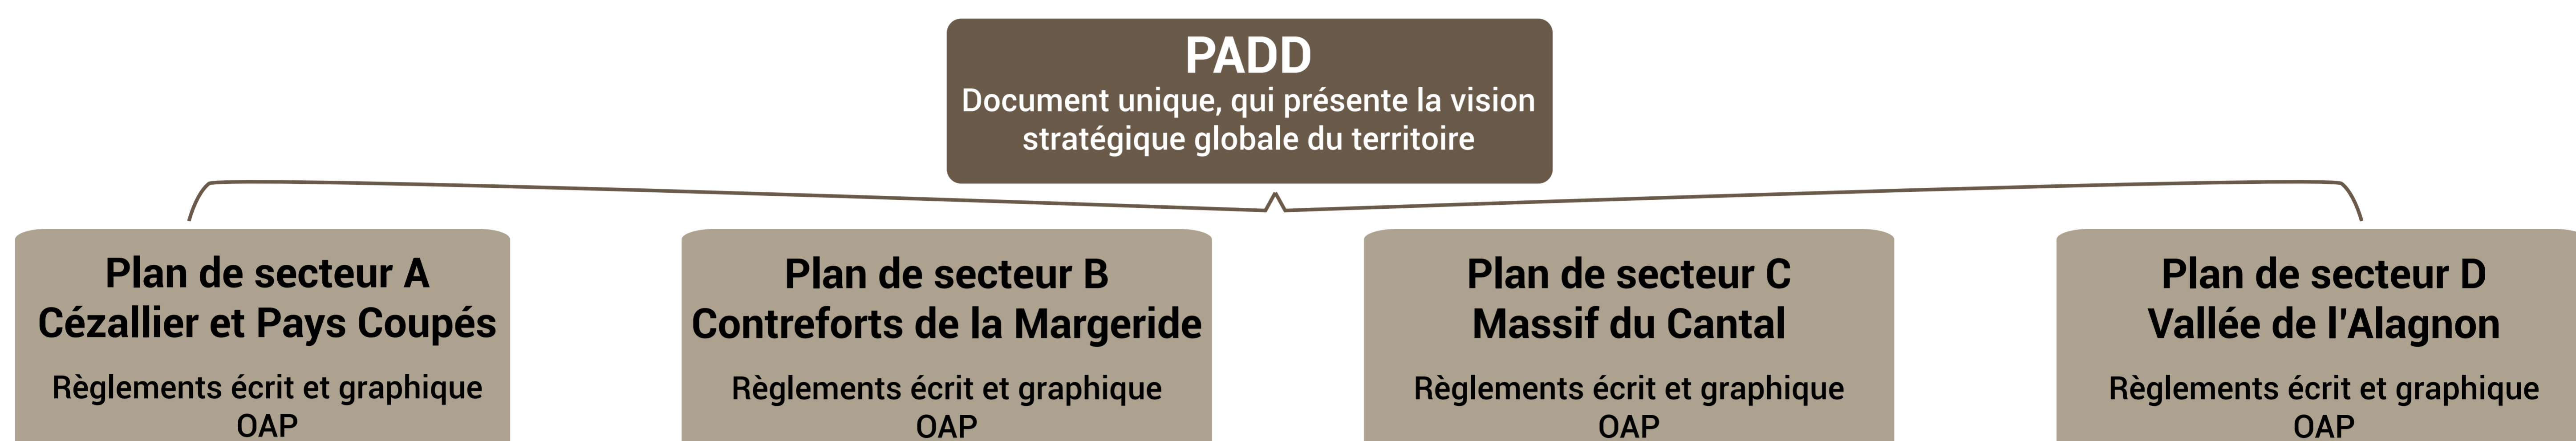 PADD
Document unique, qui présente la vision
stratégique globale du territoire
Plan de secteur A
Cézallier et Pays Coupés
Règlements écrit et graphique
OAP
Plan de secteur B
Contreforts de la Margeride
Règlements écrit et graphique
OAP
Plan de secteur C
Massif du Cantal
Règlements écrit et graphique
OAP
Plan de secteur D
Vallée de l'Alagnon
Règlements écrit et graphique
OAP